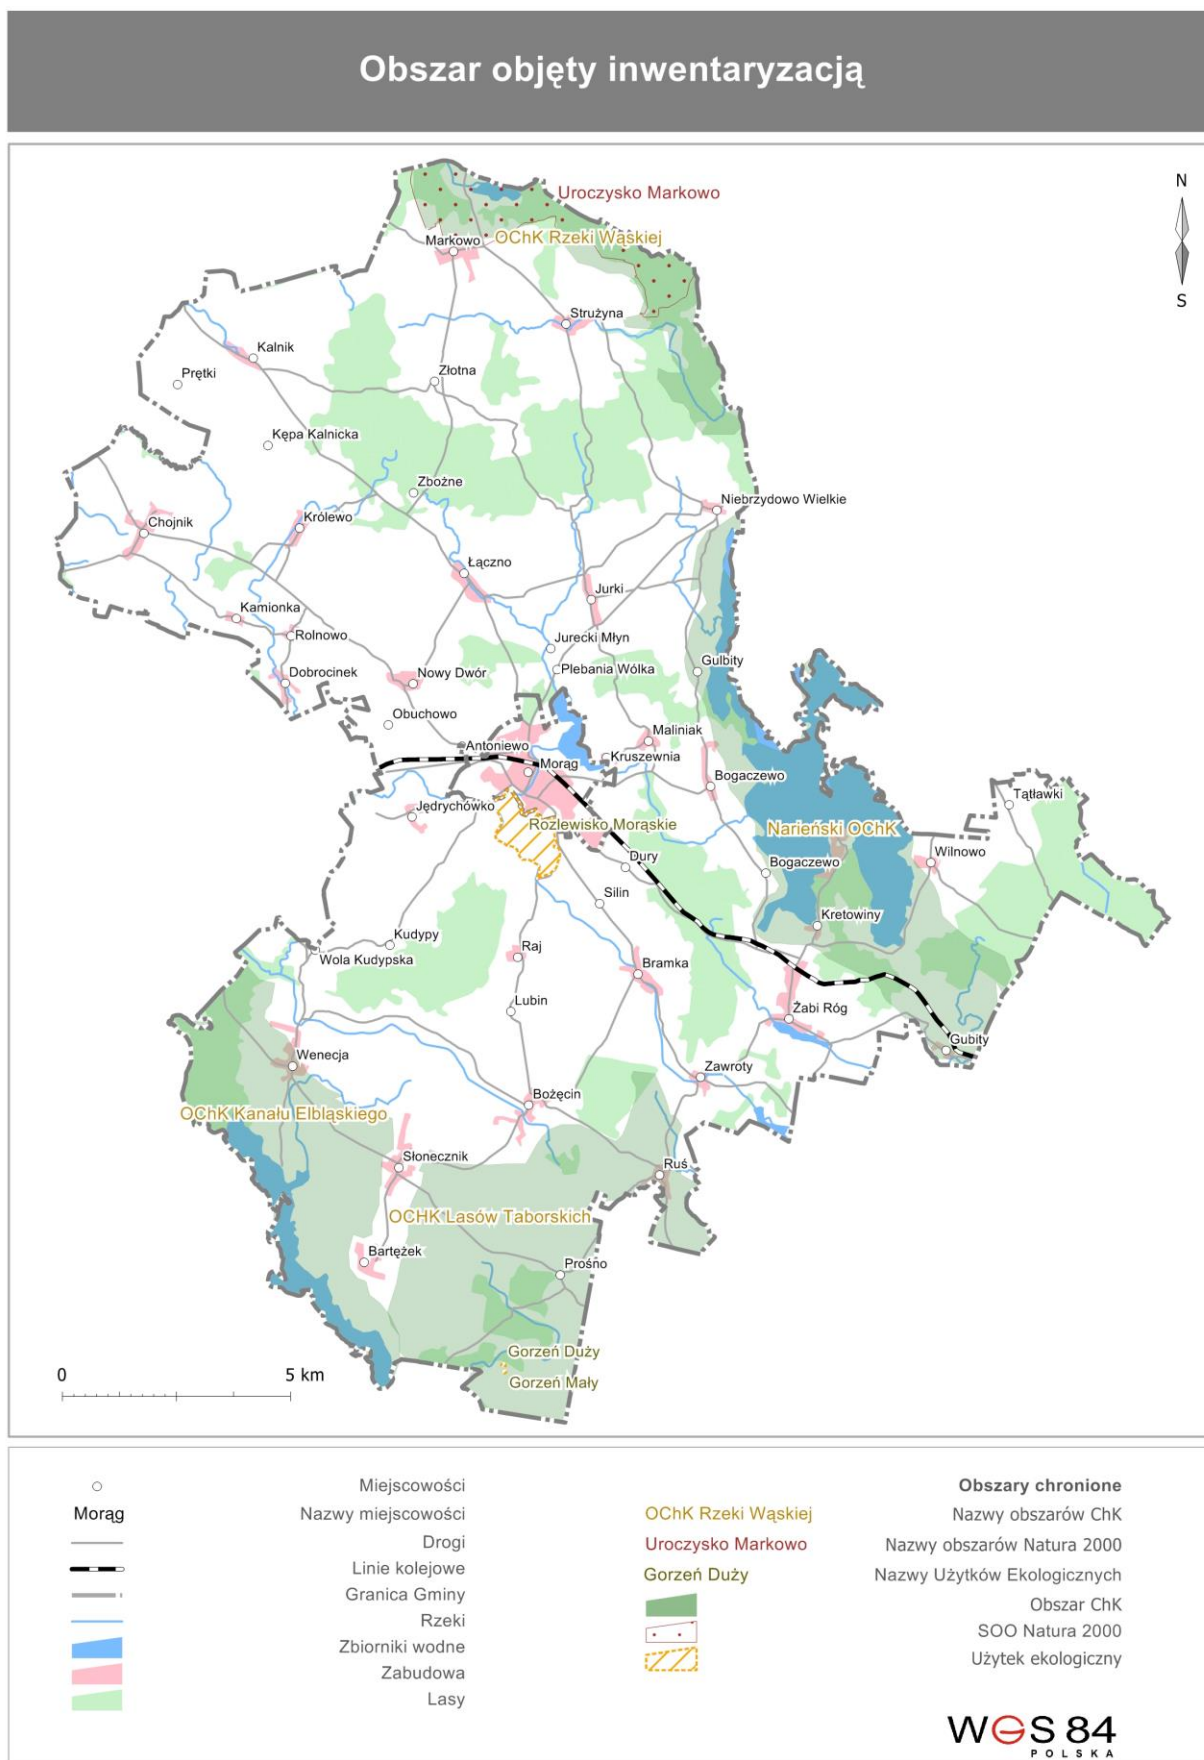 Obszar objęty inwentaryzacją
N
S
Uroczysko Markowo
OChK Rzeki Wąskiej
Markowo
Strużyna
Kalnik
Prętki
Złotna
Kępa Kalnicka
Zbożne
Niebrzydowo Wielkie
Chojnik
Królewo
Łączno
Jurki
Kamionka
Rolnowo
Jurecki Młyn
Plebania Wólka
Gulbity
Dobrocinek
Nowy Dwór
Obuchowo
Maliniak
Antoniewo
Kruszewnia
Morąg
Bogaczewo
Tątławki
Jędrychówko
Rozlewisko Morąskie
Narieński OChK
Wilnowo
Dury
Bogaczewo
Silin
Kretowiny
Kudypy
Raj
Wola Kudypska
Bramka
Lubin
Żabi Róg
Gubity
Wenecja
Zawroty
Bożęcin
OChK Kanału Elbląskiego
Słonecznik
Ruś
OCHK Lasów Taborskich
Bartężek
Prośno
Gorzeń Duży
Gorzeń Mały
0 5 km
Miejscowości
Morąg Nazwy miejscowości
Drogi
Linie kolejowe
Granica Gminy
Rzeki
Zbiorniki wodne
Zabudowa
Lasy
Obszary chronione
OChK Rzeki Wąskiej Nazwy obszarów ChK
Uroczysko Markowo Nazwy obszarów Natura 2000
Gorzeń Duży Nazwy Użytków Ekologicznych
Obszar ChK
SOO Natura 2000
Użytek ekologiczny
WGS 84
POLSKA